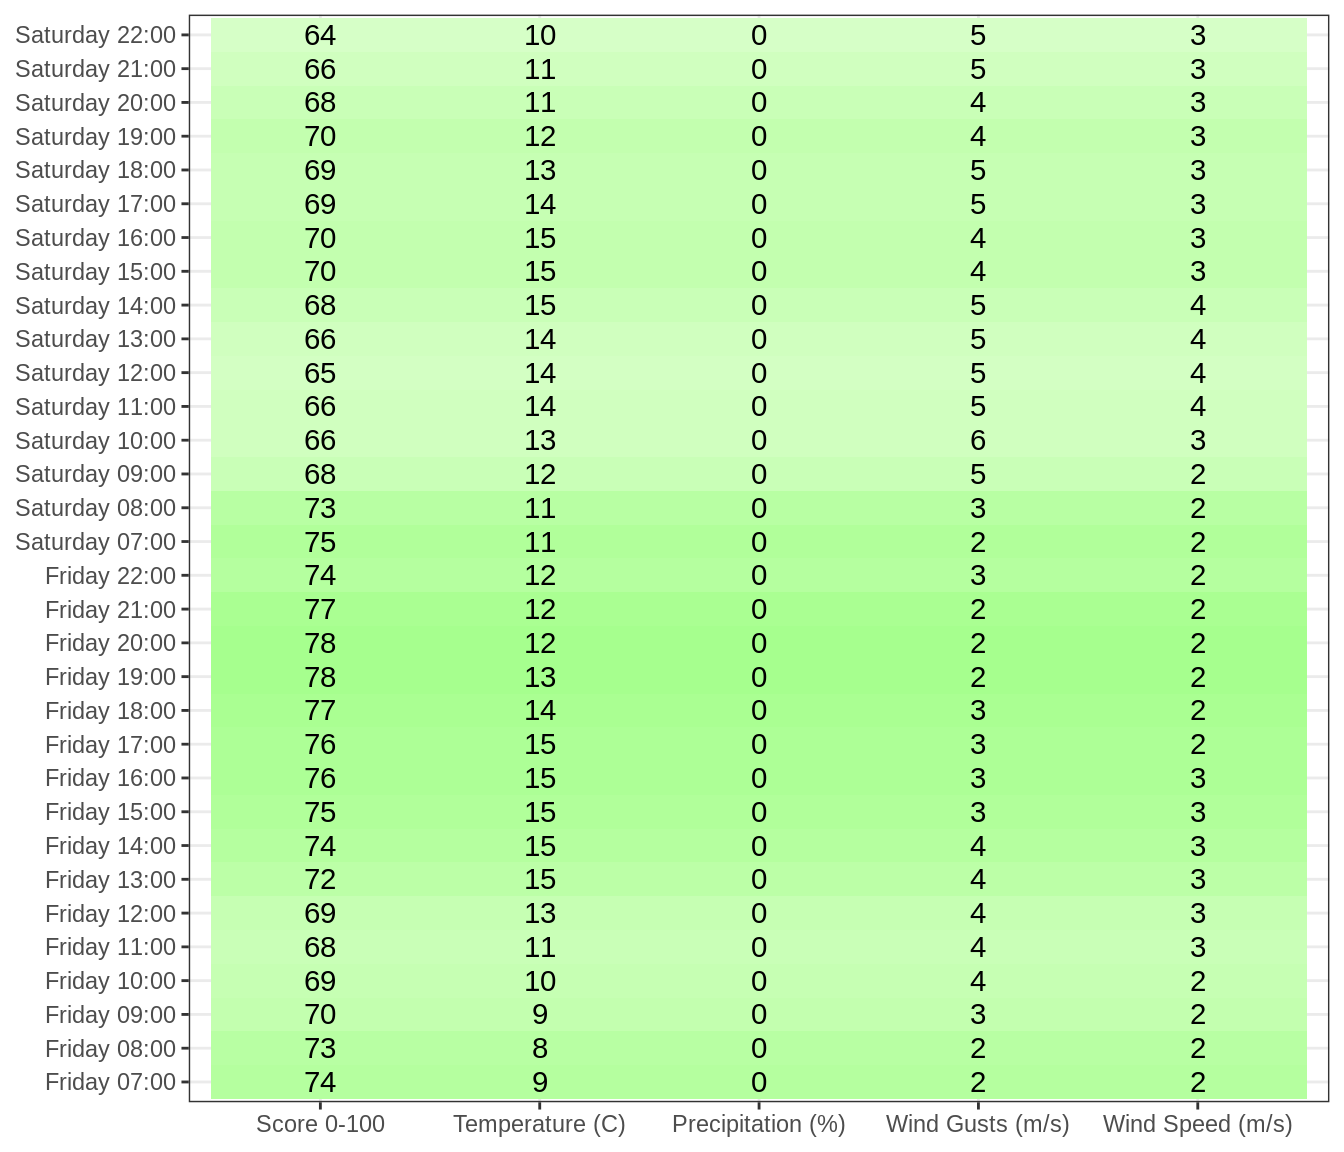 Saturday 22:00 64 10 0 5 3
Saturday 21:00 66 11 0 5 3
Saturday 20:00 68 11 0 4 3
Saturday 19:00 70 12 0 4 3
Saturday 18:00 69 13 0 5 3
Saturday 17:00 69 14 0 5 3
Saturday 16:00 70 15 0 4 3
Saturday 15:00 70 15 0 4 3
Saturday 14:00 68 15 0 5 4
Saturday 13:00 66 14 0 5 4
Saturday 12:00 65 14 0 5 4
Saturday 11:00 66 14 0 5 4
Saturday 10:00 66 13 0 6 3
Saturday 09:00 68 12 0 5 2
Saturday 08:00 73 11 0 3 2
Saturday 07:00 75 11 0 2 2
Friday 22:00 74 12 0 3 2
Friday 21:00 77 12 0 2 2
Friday 20:00 78 12 0 2 2
Friday 19:00 78 13 0 2 2
Friday 18:00 77 14 0 3 2
Friday 17:00 76 15 0 3 2
Friday 16:00 76 15 0 3 3
Friday 15:00 75 15 0 3 3
Friday 14:00 74 15 0 4 3
Friday 13:00 72 15 0 4 3
Friday 12:00 69 13 0 4 3
Friday 11:00 68 11 0 4 3
Friday 10:00 69 10 0 4 2
Friday 09:00 70 9 0 3 2
Friday 08:00 73 8 0 2 2
Friday 07:00 74 9 0 2 2
Score 0-100 Temperature (C) Precipitation (%) Wind Gusts (m/s) Wind Speed (m/s)